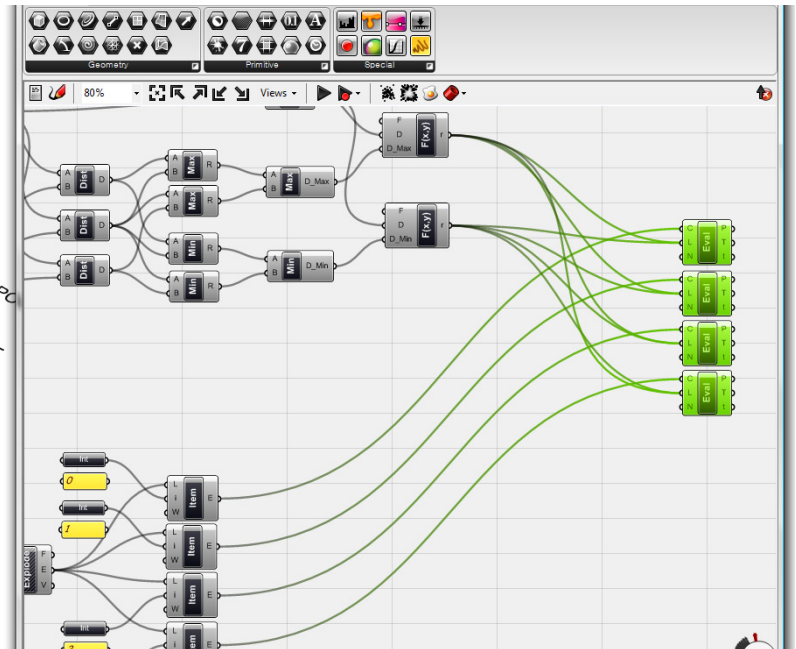 A
Geometry
Primitive
Special
80%
Views
F
D
D_Max
F(x,y)
r
A
B
Dist
D
A
B
Max
R
A
B
Max
D_Max
A
B
Dist
D
A
B
Max
R
F
D
D_Min
F(x,y)
r
A
B
Dist
D
A
B
Min
R
A
B
Min
D_Min
A
B
Min
R
C
L
N
Eval
P
T
t
C
L
N
Eval
P
T
t
C
L
N
Eval
P
T
t
C
L
N
Eval
P
T
t
Int
0
L
i
W
Item
E
Int
1
L
i
W
Item
E
Explode
F
E
V
L
i
W
Item
E
Int
L
i
Item
E